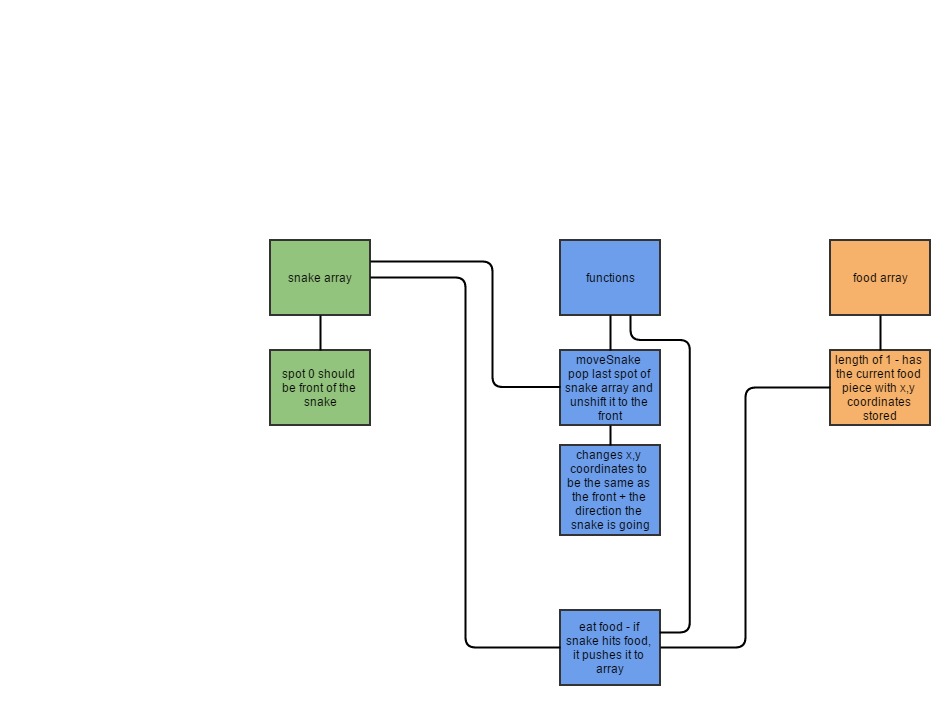 snake array
functions
food array
spot 0 should
be front of the
snake
moveSnake
pop last spot of
snake array and
unshift it to the
front
length of 1 - has
the current food
piece with x,y
coordinates
stored
changes x,y
coordinates to
be the same as
the front + the
direction the
snake is going
eat food - if
snake hits food,
it pushes it to
array